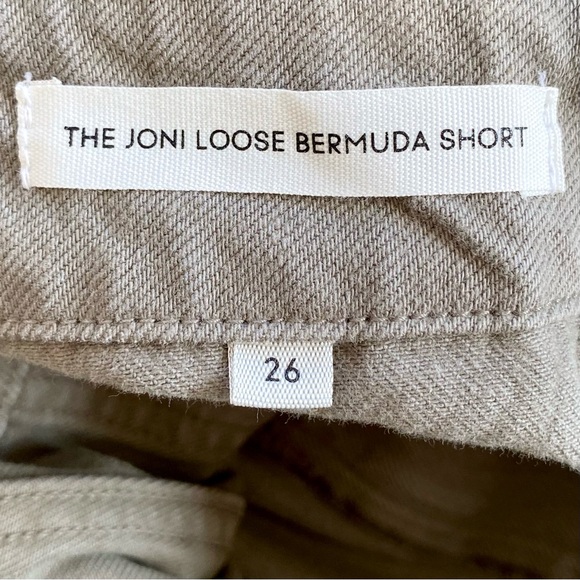 THE JONI LOOSE BERMUDA SHORT
26